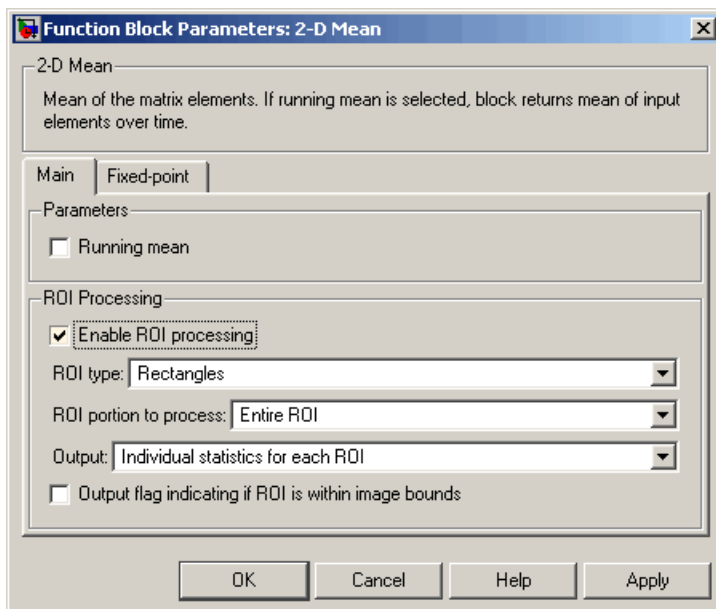 Function Block Parameters: 2-D Mean
2-D Mean
Mean of the matrix elements. If running mean is selected, block returns mean of input
elements over time.
Main Fixed-point
Parameters
Running mean
ROI Processing
Enable ROI processing
ROI type: Rectangles
ROI portion to process: Entire ROI
Output: Individual statistics for each ROI
Output flag indicating if ROI is within image bounds
OK Cancel Help Apply